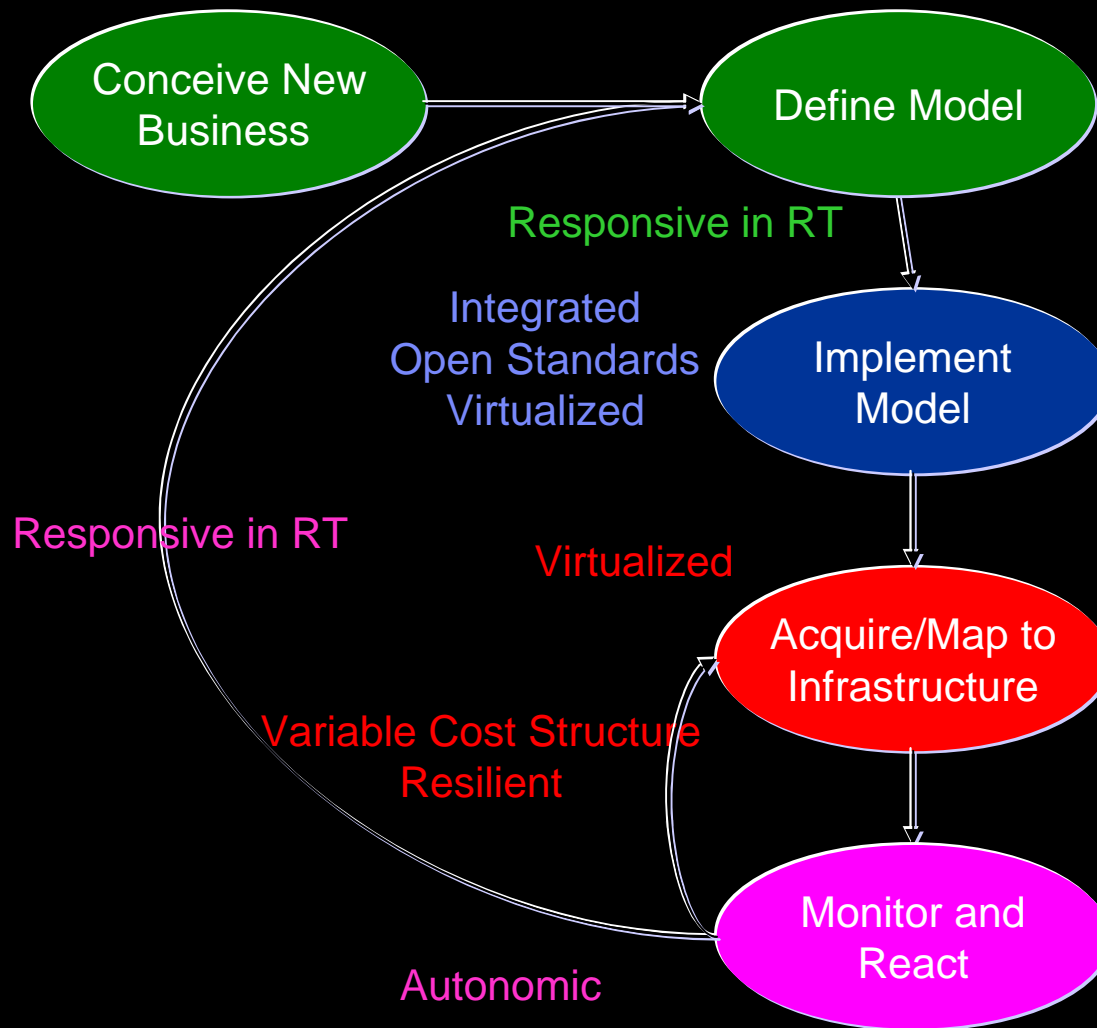 Conceive New
Business
Define Model
Responsive in RT
Integrated
Open Standards
Virtualized
Implement
Model
Responsive in RT
Virtualized
Acquire/Map to
Infrastructure
Variable Cost Structure
Resilient
Monitor and
React
Autonomic